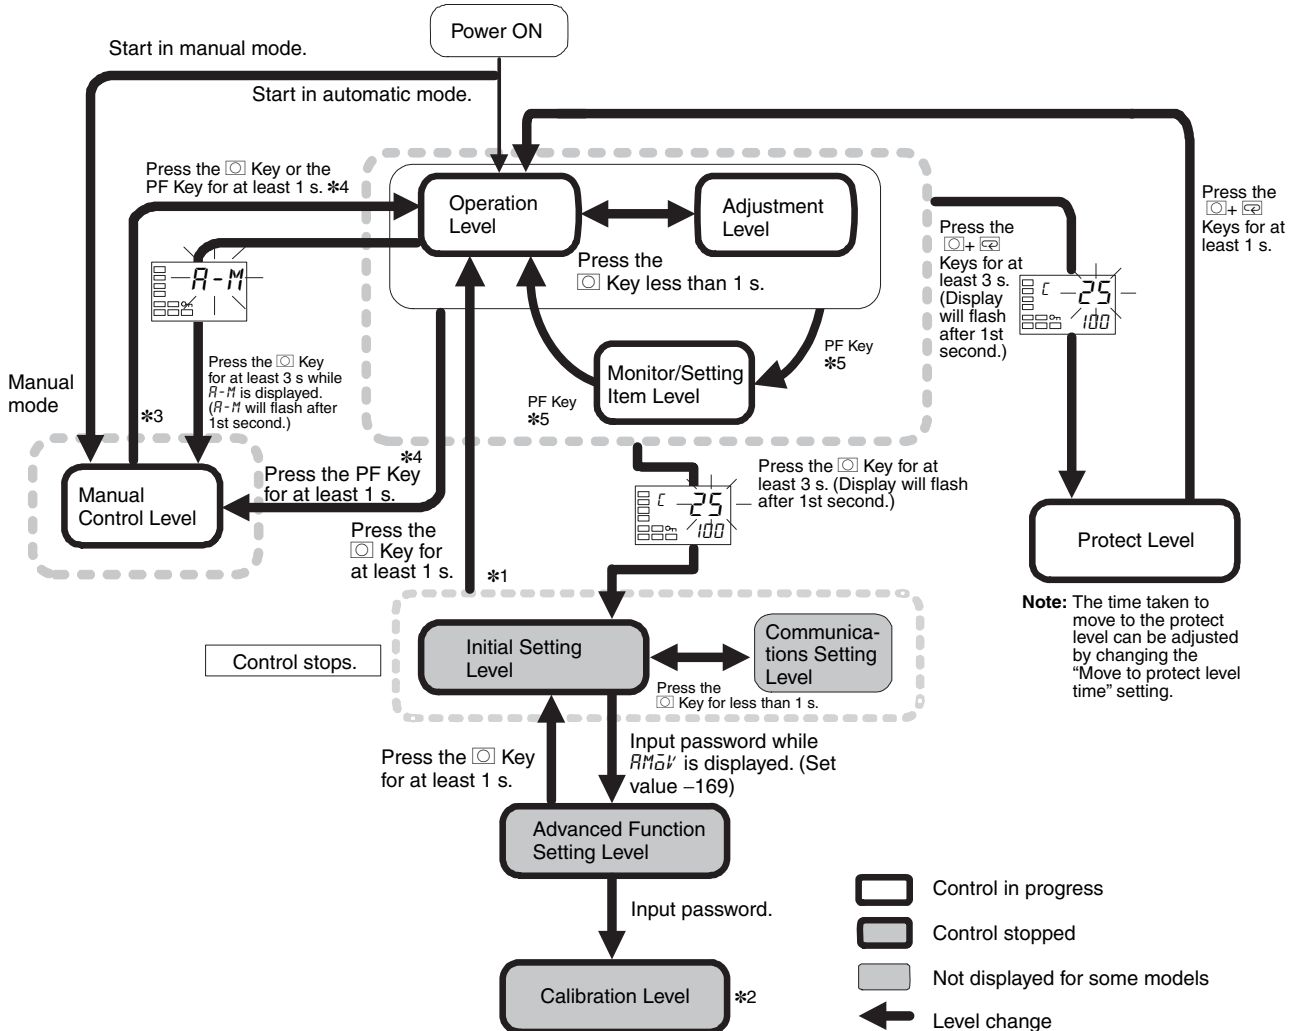 Power ON
Start in manual mode.
Start in automatic mode.
Press the Key or the
PF Key for at least 1 s. *4
Operation
Level
Adjustment
Level
Press the
Key less than 1 s.
A-M
Press the Key
for at least 3 s while
A-M is displayed.
(A-M will flash after
1st second.)
Manual
mode
*3
Manual
Control Level
*4
Press the PF Key
for at least 1 s.
PF Key
*5
Monitor/Setting
Item Level
PF Key
*5
Press the
+
Keys for at
least 3 s.
(Display
will flash
after 1st
second.)
C 25
100
Press the
+
Keys for at
least 1 s.
Protect Level
Note: The time taken to
move to the protect
level can be adjusted
by changing the
“Move to protect level
time” setting.
Press the Key for at
least 3 s. (Display will flash
after 1st second.)
C 25
100
Press the
Key for
at least 1 s.
*1
Control stops.
Initial Setting
Level
Communica-
tions Setting
Level
Press the
Key for less than 1 s.
Press the Key
for at least 1 s.
Input password while
AMOV is displayed. (Set
value –169)
Advanced Function
Setting Level
Input password.
Calibration Level
*2
Control in progress
Control stopped
Not displayed for some models
Level change